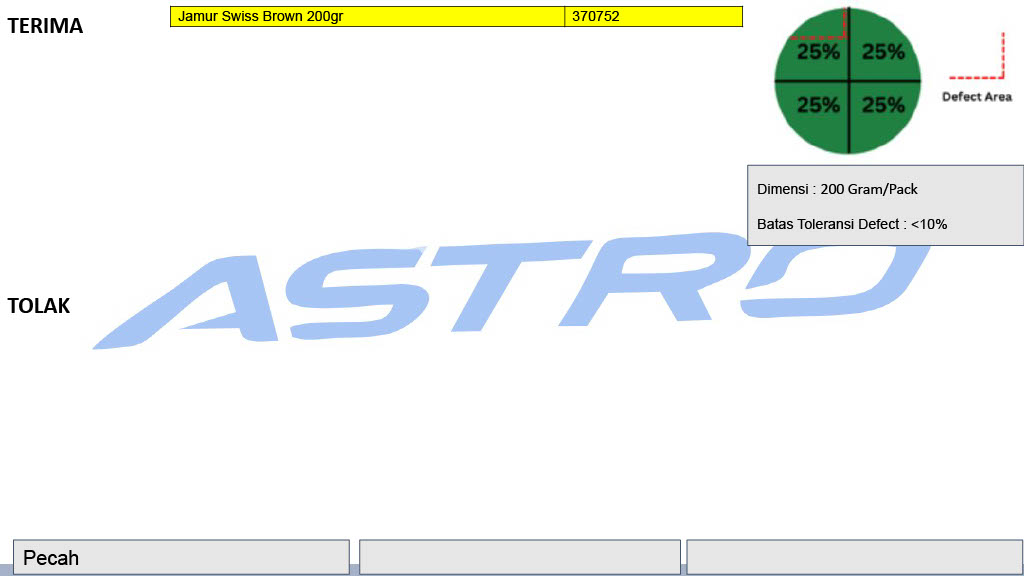 TERIMA
Jamur Swiss Brown 200gr 370752
25% 25%
25% 25%
Defect Area
Dimensi : 200 Gram/Pack
Batas Toleransi Defect : <10%
ASTRO
TOLAK
Pecah